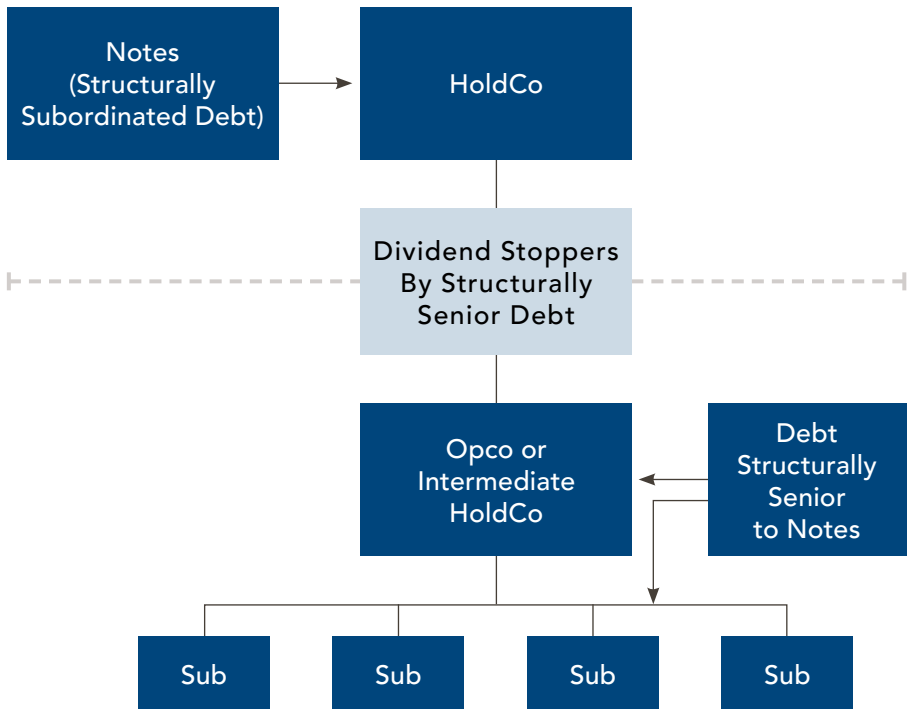 Notes
(Structurally
Subordinated Debt)
HoldCo
Dividend Stoppers
By Structurally
Senior Debt
Opco or
Intermediate
HoldCo
Debt
Structurally
Senior
to Notes
Sub
Sub
Sub
Sub